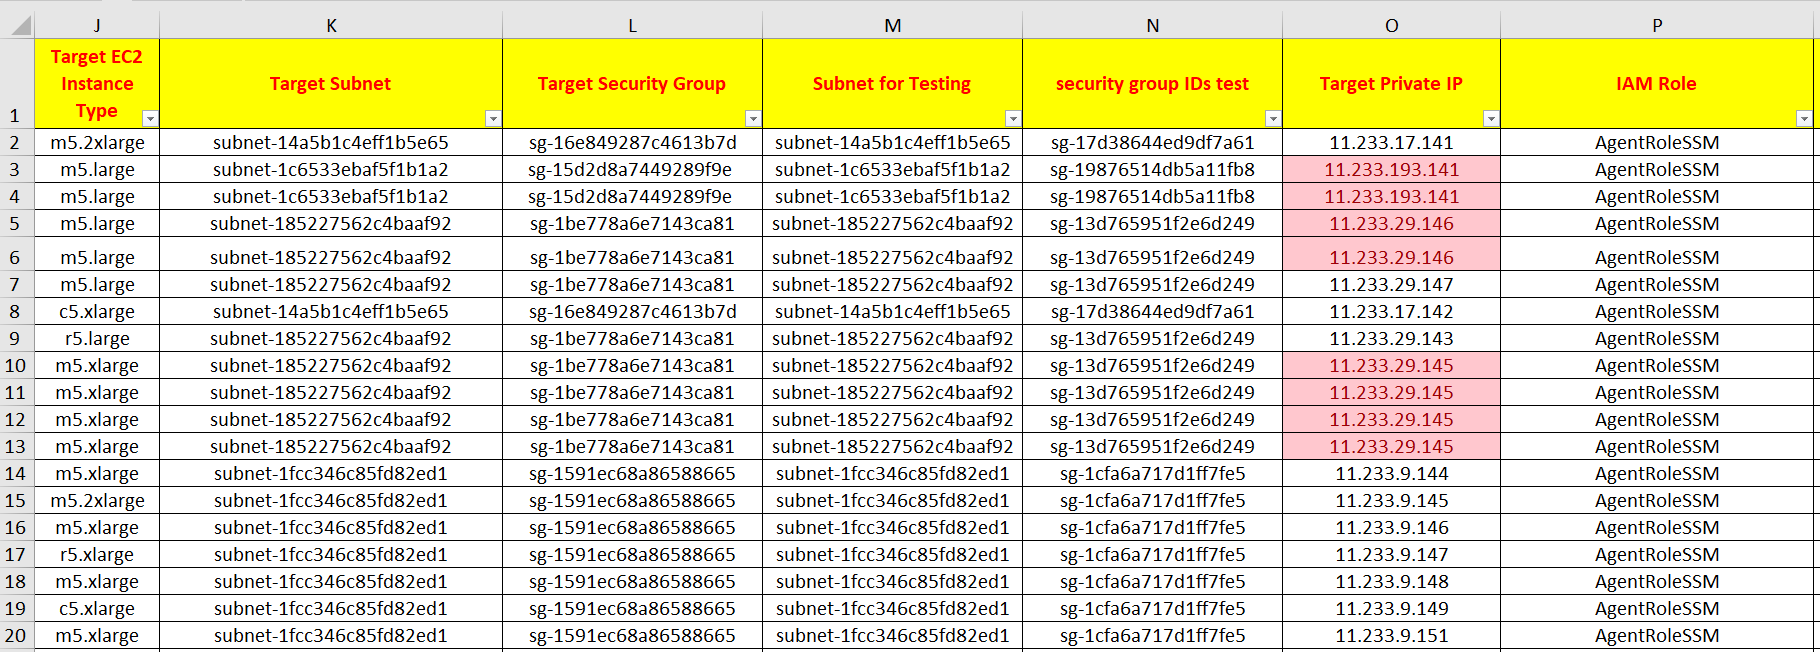 J K L M N O P
1 Target EC2 Instance Type Target Subnet Target Security Group Subnet for Testing security group IDs test Target Private IP IAM Role
2 m5.2xlarge subnet-14a5b1c4eff1b5e65 sg-16e849287c4613b7d subnet-14a5b1c4eff1b5e65 sg-17d38644ed9df7a61 11.233.17.141 AgentRoleSSM
3 m5.large subnet-1c6533ebaf5f1b1a2 sg-15d2d8a7449289f9e subnet-1c6533ebaf5f1b1a2 sg-19876514db5a11fb8 11.233.193.141 AgentRoleSSM
4 m5.large subnet-1c6533ebaf5f1b1a2 sg-15d2d8a7449289f9e subnet-1c6533ebaf5f1b1a2 sg-19876514db5a11fb8 11.233.193.141 AgentRoleSSM
5 m5.large subnet-185227562c4baaf92 sg-1be778a6e7143ca81 subnet-185227562c4baaf92 sg-13d765951f2e6d249 11.233.29.146 AgentRoleSSM
6 m5.large subnet-185227562c4baaf92 sg-1be778a6e7143ca81 subnet-185227562c4baaf92 sg-13d765951f2e6d249 11.233.29.146 AgentRoleSSM
7 m5.large subnet-185227562c4baaf92 sg-1be778a6e7143ca81 subnet-185227562c4baaf92 sg-13d765951f2e6d249 11.233.29.147 AgentRoleSSM
8 c5.xlarge subnet-14a5b1c4eff1b5e65 sg-16e849287c4613b7d subnet-14a5b1c4eff1b5e65 sg-17d38644ed9df7a61 11.233.17.142 AgentRoleSSM
9 r5.large subnet-185227562c4baaf92 sg-1be778a6e7143ca81 subnet-185227562c4baaf92 sg-13d765951f2e6d249 11.233.29.143 AgentRoleSSM
10 m5.xlarge subnet-185227562c4baaf92 sg-1be778a6e7143ca81 subnet-185227562c4baaf92 sg-13d765951f2e6d249 11.233.29.145 AgentRoleSSM
11 m5.xlarge subnet-185227562c4baaf92 sg-1be778a6e7143ca81 subnet-185227562c4baaf92 sg-13d765951f2e6d249 11.233.29.145 AgentRoleSSM
12 m5.xlarge subnet-185227562c4baaf92 sg-1be778a6e7143ca81 subnet-185227562c4baaf92 sg-13d765951f2e6d249 11.233.29.145 AgentRoleSSM
13 m5.xlarge subnet-185227562c4baaf92 sg-1be778a6e7143ca81 subnet-185227562c4baaf92 sg-13d765951f2e6d249 11.233.29.145 AgentRoleSSM
14 m5.xlarge subnet-1fcc346c85fd82ed1 sg-1591ec68a86588665 subnet-1fcc346c85fd82ed1 sg-1cfa6a717d1ff7fe5 11.233.9.144 AgentRoleSSM
15 m5.2xlarge subnet-1fcc346c85fd82ed1 sg-1591ec68a86588665 subnet-1fcc346c85fd82ed1 sg-1cfa6a717d1ff7fe5 11.233.9.145 AgentRoleSSM
16 m5.xlarge subnet-1fcc346c85fd82ed1 sg-1591ec68a86588665 subnet-1fcc346c85fd82ed1 sg-1cfa6a717d1ff7fe5 11.233.9.146 AgentRoleSSM
17 r5.xlarge subnet-1fcc346c85fd82ed1 sg-1591ec68a86588665 subnet-1fcc346c85fd82ed1 sg-1cfa6a717d1ff7fe5 11.233.9.147 AgentRoleSSM
18 m5.xlarge subnet-1fcc346c85fd82ed1 sg-1591ec68a86588665 subnet-1fcc346c85fd82ed1 sg-1cfa6a717d1ff7fe5 11.233.9.148 AgentRoleSSM
19 c5.xlarge subnet-1fcc346c85fd82ed1 sg-1591ec68a86588665 subnet-1fcc346c85fd82ed1 sg-1cfa6a717d1ff7fe5 11.233.9.149 AgentRoleSSM
20 m5.xlarge subnet-1fcc346c85fd82ed1 sg-1591ec68a86588665 subnet-1fcc346c85fd82ed1 sg-1cfa6a717d1ff7fe5 11.233.9.151 AgentRoleSSM